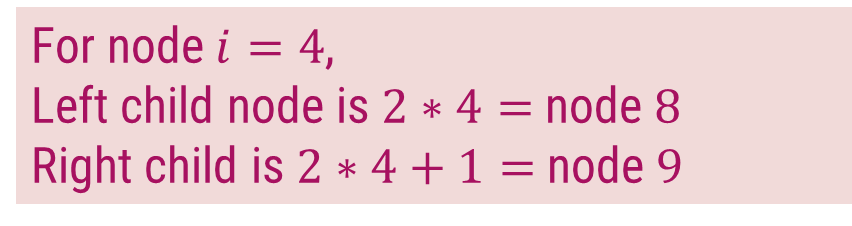 For node i = 4,
Left child node is 2 * 4 = node 8
Right child is 2 * 4 + 1 = node 9